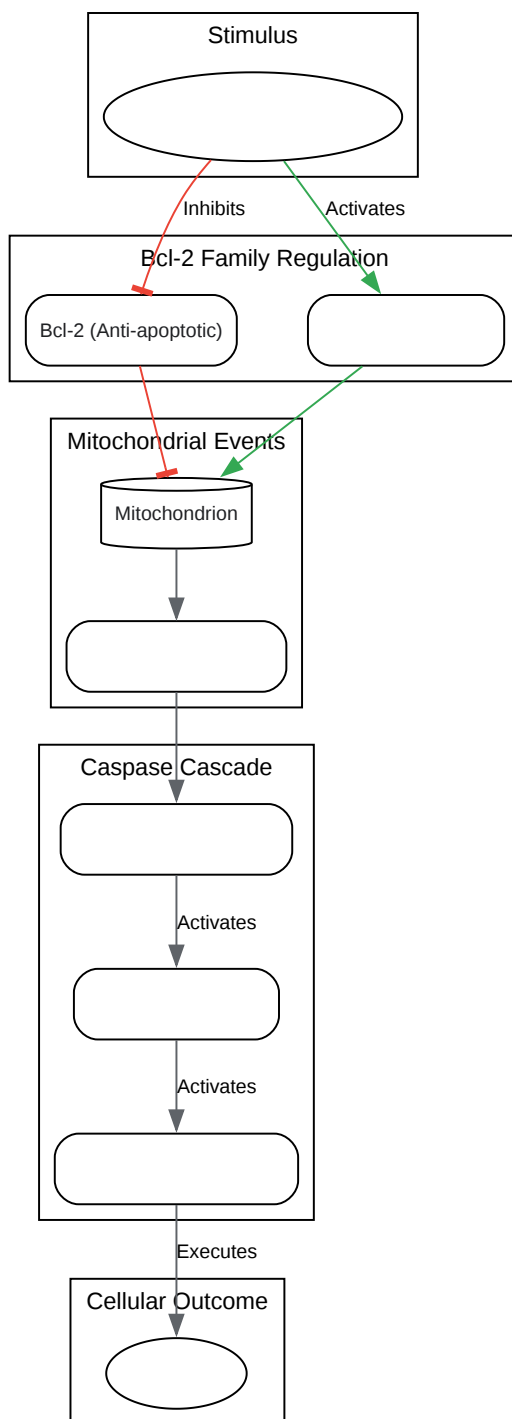 Stimulus
Inhibits
Activates
Bcl-2 Family Regulation
Bcl-2 (Anti-apoptotic)
Mitochondrial Events
Mitochondrion
Caspase Cascade
Activates
Activates
Executes
Cellular Outcome